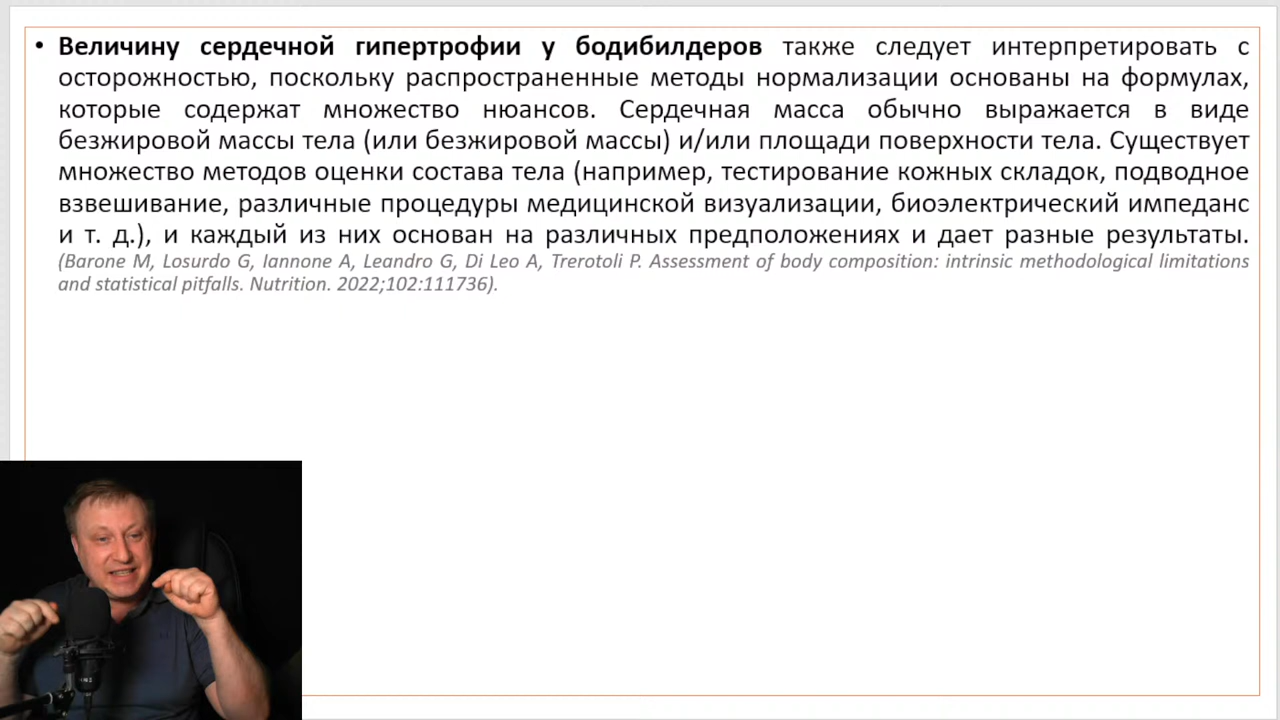 • Величину сердечной гипертрофии у бодибилдеров также следует интерпретировать с
осторожностью, поскольку распространенные методы нормализации основаны на формулах,
которые содержат множество нюансов. Сердечная масса обычно выражается в виде
безжировой массы тела (или безжировой массы) и/или площади поверхности тела. Существует
множество методов оценки состава тела (например, тестирование кожных складок, подводное
взвешивание, различные процедуры медицинской визуализации, биоэлектрический импеданс
и т. д.), и каждый из них основан на различных предположениях и дает разные результаты.
(Barone M, Losurdo G, Iannone A, Leandro G, Di Leo A, Trerotoli P. Assessment of body composition: intrinsic methodological limitations
and statistical pitfalls. Nutrition. 2022;102:111736).